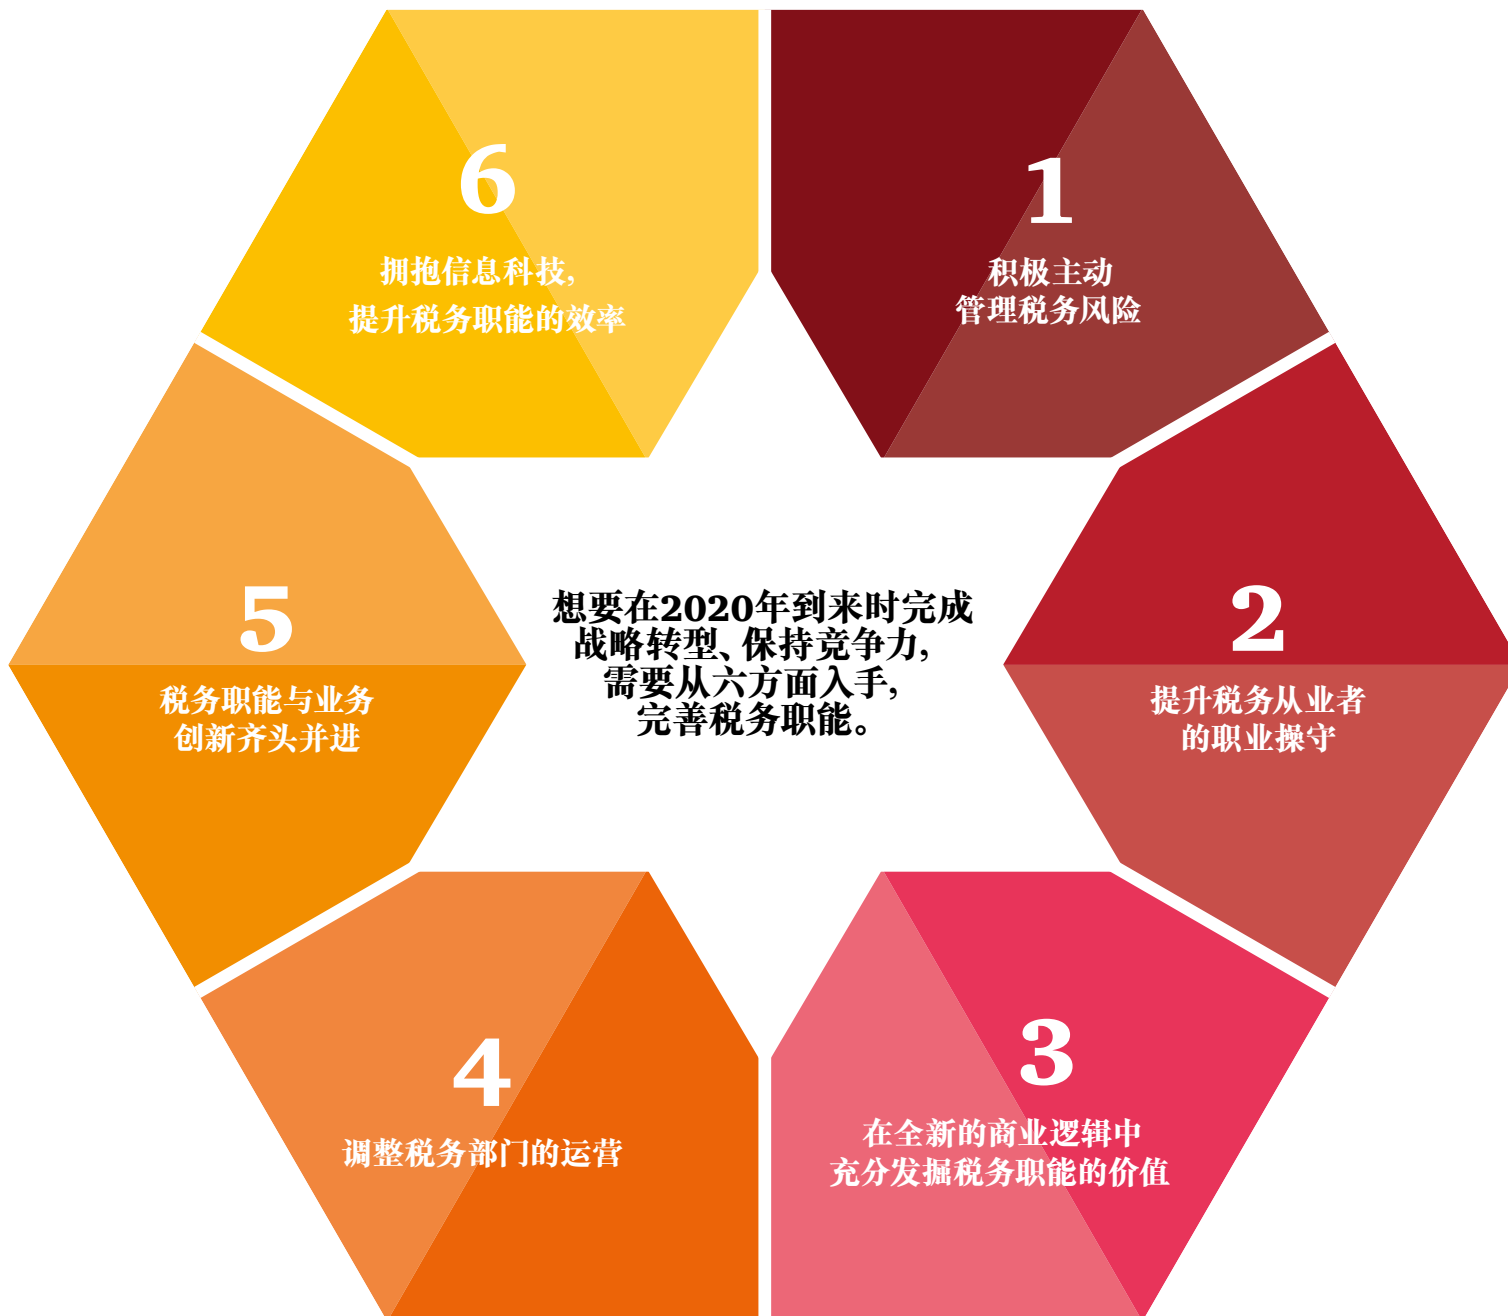 6
拥抱信息科技，
提升税务职能的效率
1
积极主动
管理税务风险
5
税务职能与业务
创新齐头并进
想要在2020年到来时完成
战略转型、保持竞争力，
需要从六方面入手，
完善税务职能。
2
提升税务从业者
的职业操守
4
调整税务部门的运营
3
在全新的商业逻辑中
充分发掘税务职能的价值